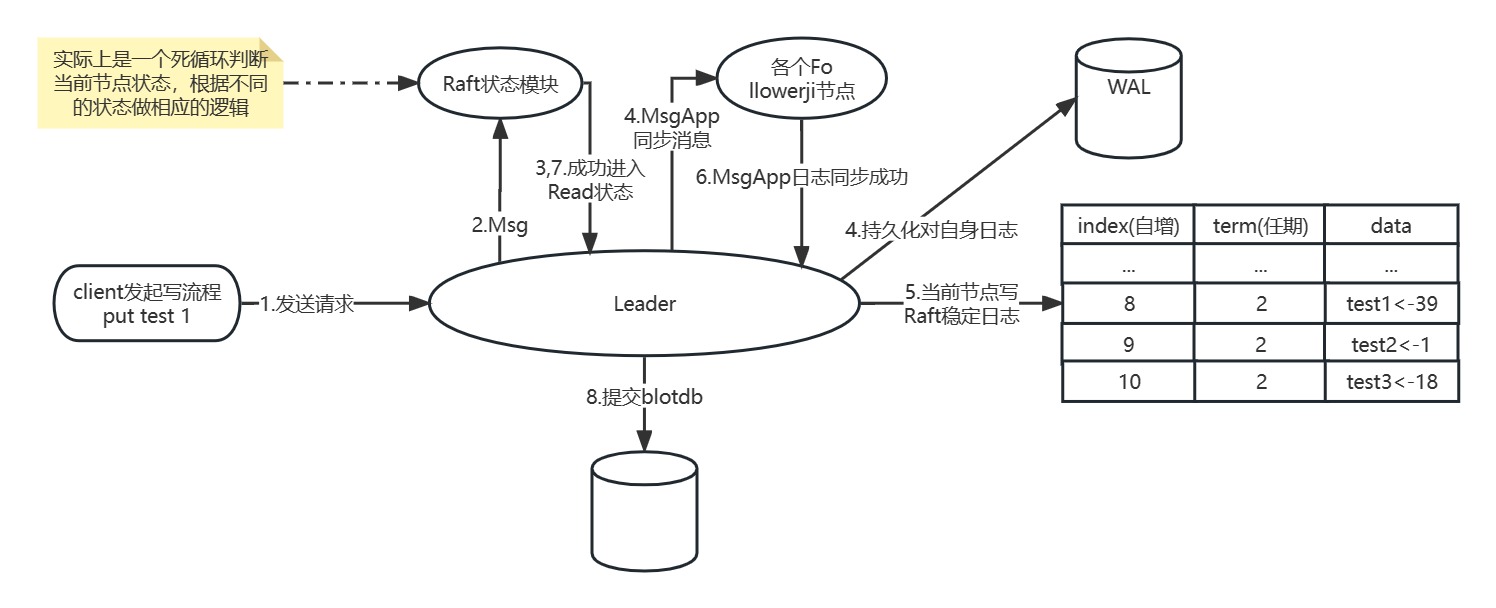 实际上是一个死循环判断
当前节点状态，根据不同
的状态做相应的逻辑
Raft状态模块
各个Fo
llowerji节点
WAL
4.MsgApp
同步消息
3,7.成功进入
Read状态
6.MsgApp日志同步成功
2.Msg
4.持久化对自身日志
client发起写流程
put test 1
1.发送请求
Leader
5.当前节点写
Raft稳定日志
index(自增) term(任期) data
... ... ...
8 2 test1<-39
9 2 test2<-1
10 2 test3<-18
8.提交blotdb